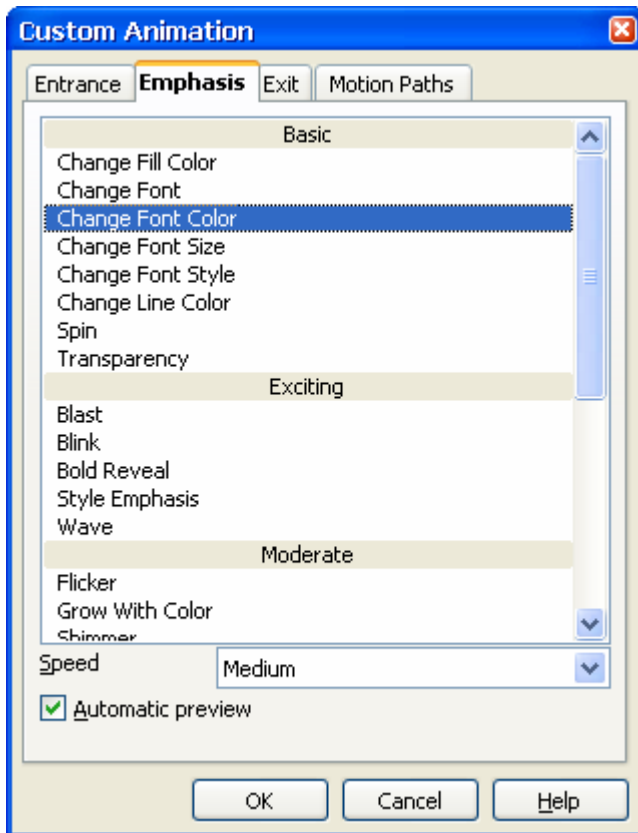 Custom Animation
Entrance Emphasis Exit Motion Paths
Basic
Change Fill Color
Change Font
Change Font Color
Change Font Size
Change Font Style
Change Line Color
Spin
Transparency
Exciting
Blast
Blink
Bold Reveal
Style Emphasis
Wave
Moderate
Flicker
Grow With Color
Shimmer
Speed Medium
Automatic preview
OK Cancel Help